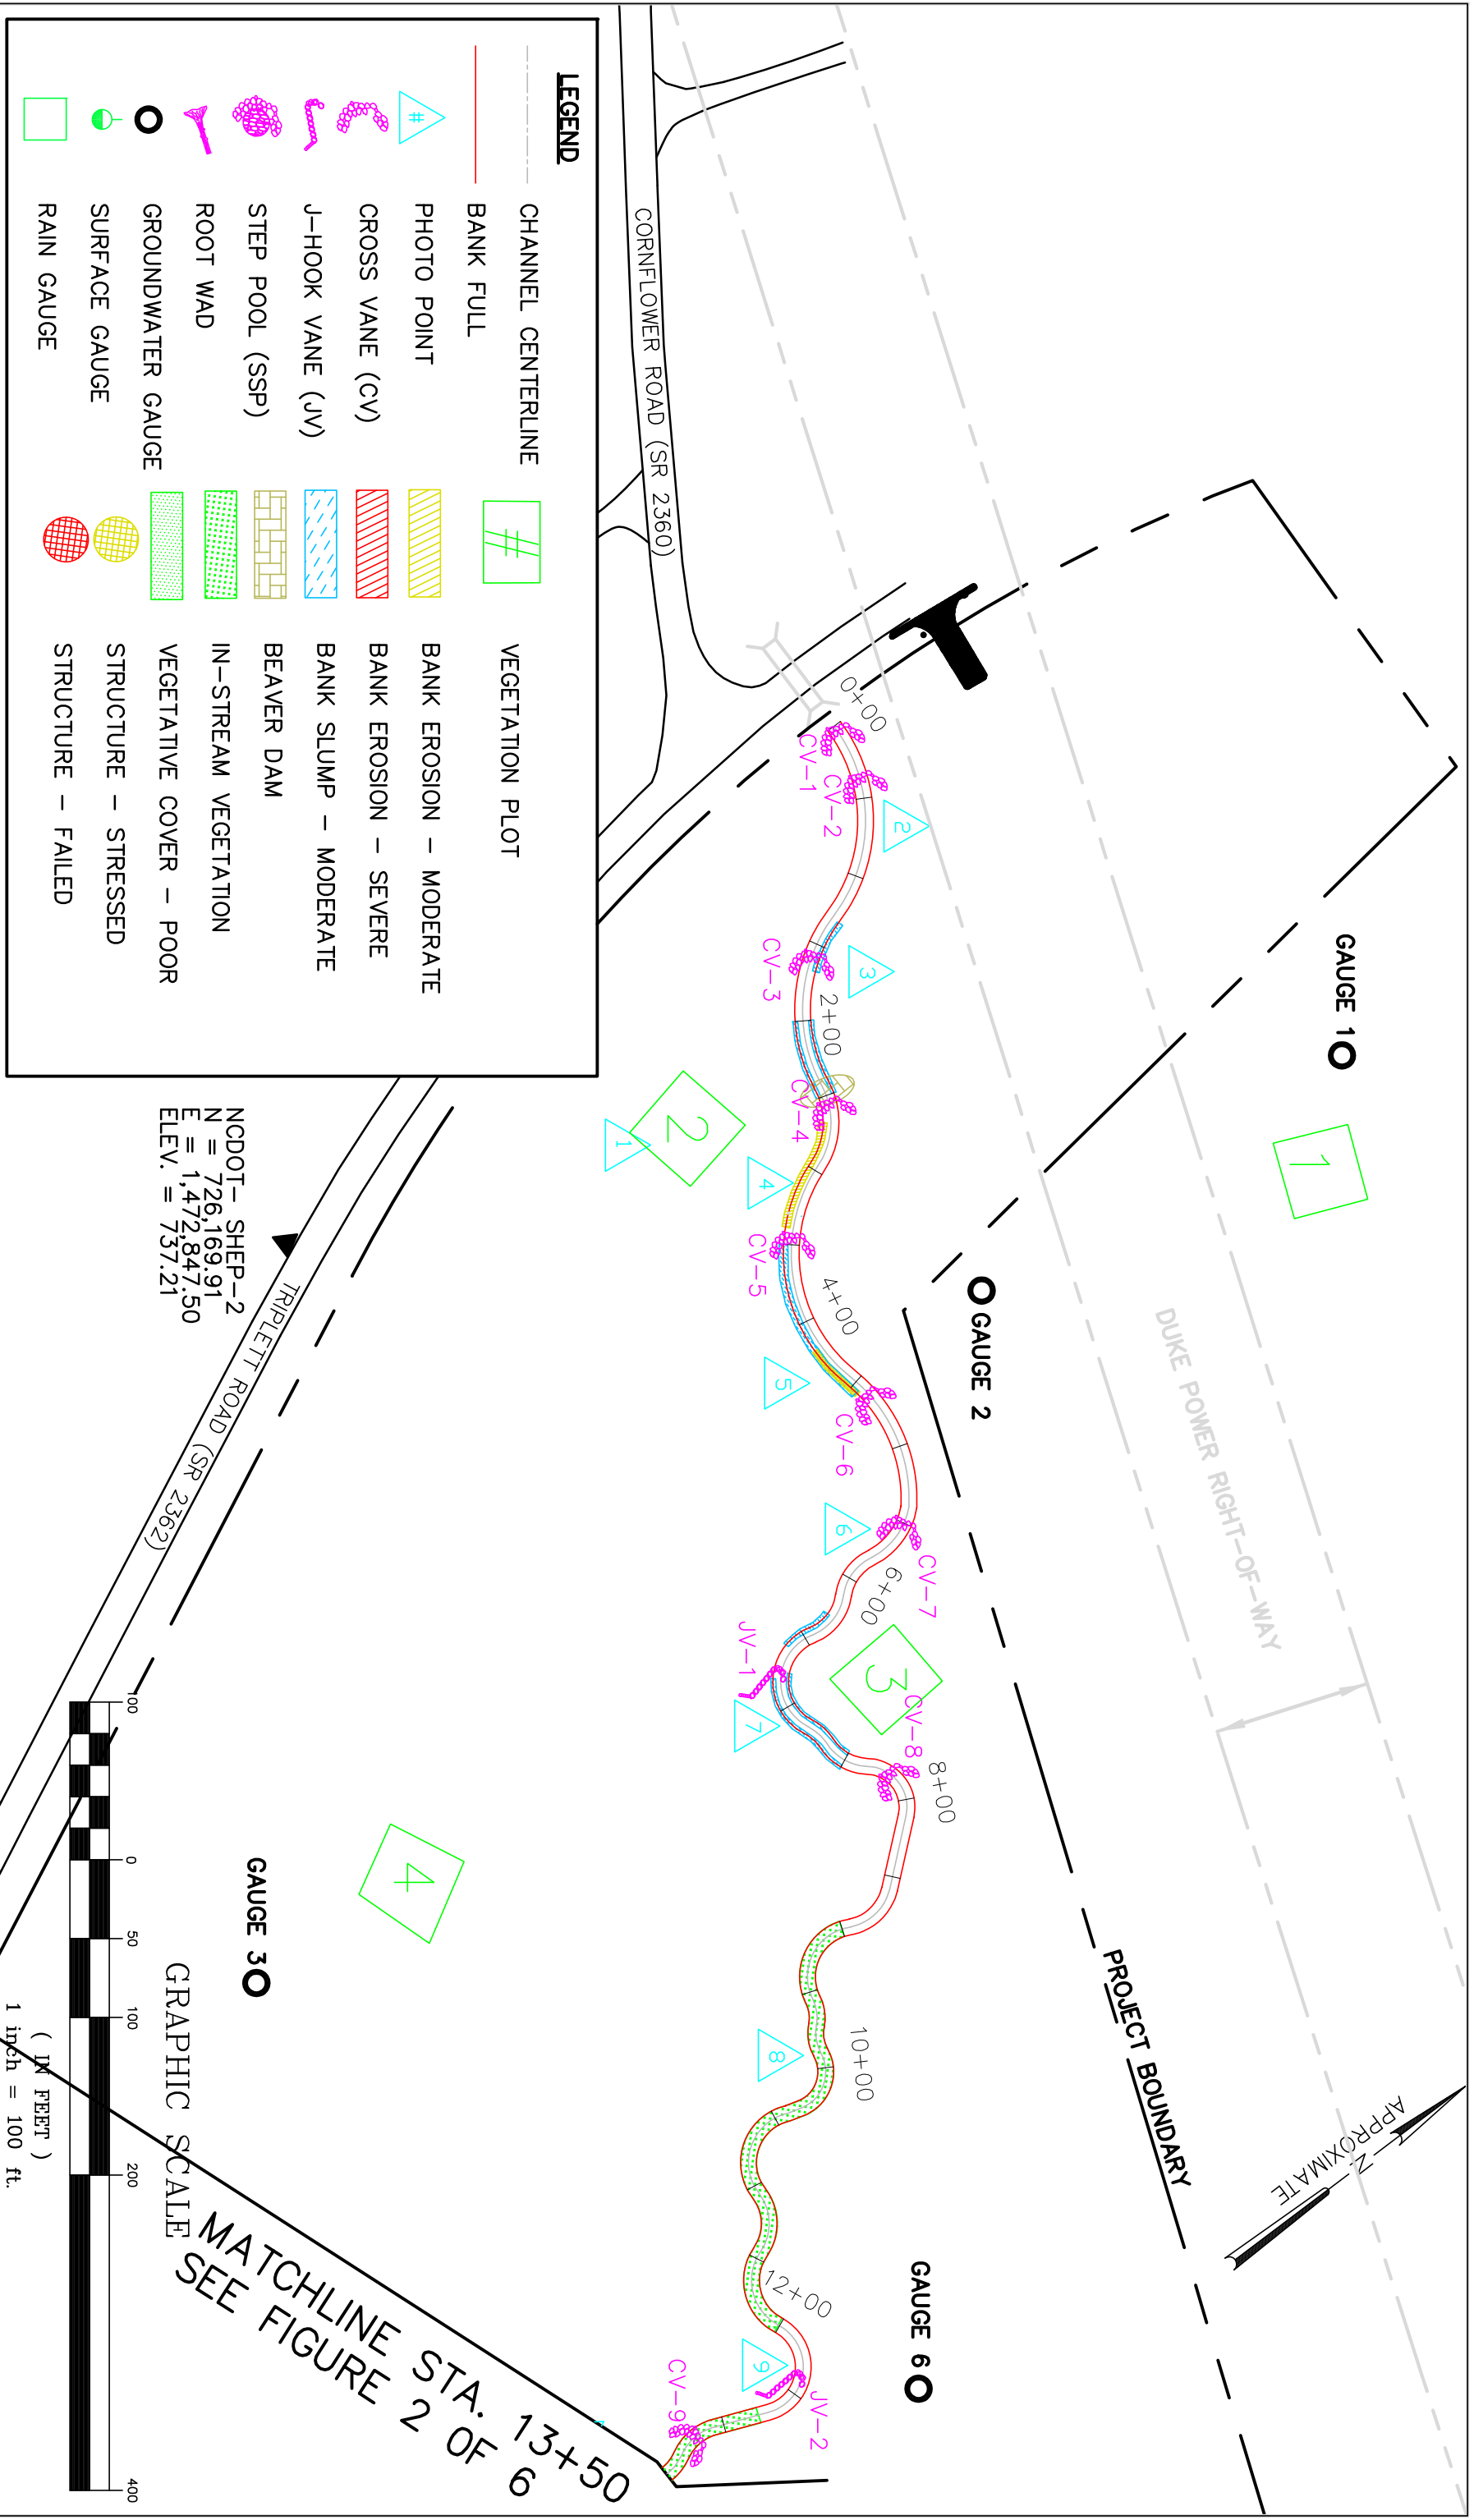 LEGEND
CHANNEL CENTERLINE
BANK FULL
#
PHOTO POINT
CROSS VANE (CV)
J-HOOK VANE (JV)
STEP POOL (SSP)
ROOT WAD
GROUNDWATER GAUGE
SURFACE GAUGE
RAIN GAUGE
#
VEGETATION PLOT
BANK EROSION - MODERATE
BANK EROSION - SEVERE
BANK SLUMP - MODERATE
BEAVER DAM
IN-STREAM VEGETATION
VEGETATIVE COVER - POOR
STRUCTURE - STRESSED
STRUCTURE - FAILED
CORNFLOWER ROAD (SR 2360)
GAUGE 1
1
DUKE POWER RIGHT-OF-WAY
N
APPROXIMATE
PROJECT BOUNDARY
GAUGE 2
GAUGE 6
0+00
CV-1
CV-2
2
CV-3
3
2+00
CV-4
2
1
4
CV-5
4+00
5
CV-6
6
CV-7
6+00
3
JV-1
7
CV-8
8+00
10+00
8
12+00
9
JV-2
CV-9
4
GAUGE 3
NCDOT- SHEP-2
N = 726,169.91
E = 1,472,847.50
ELEV. = 737.21
TRIPLETT ROAD (SR 2362)
MATCHLINE STA. 13+50
SEE FIGURE 2 OF 6
GRAPHIC SCALE
100 0 50 100 200 400
( IN FEET )
1 inch = 100 ft.